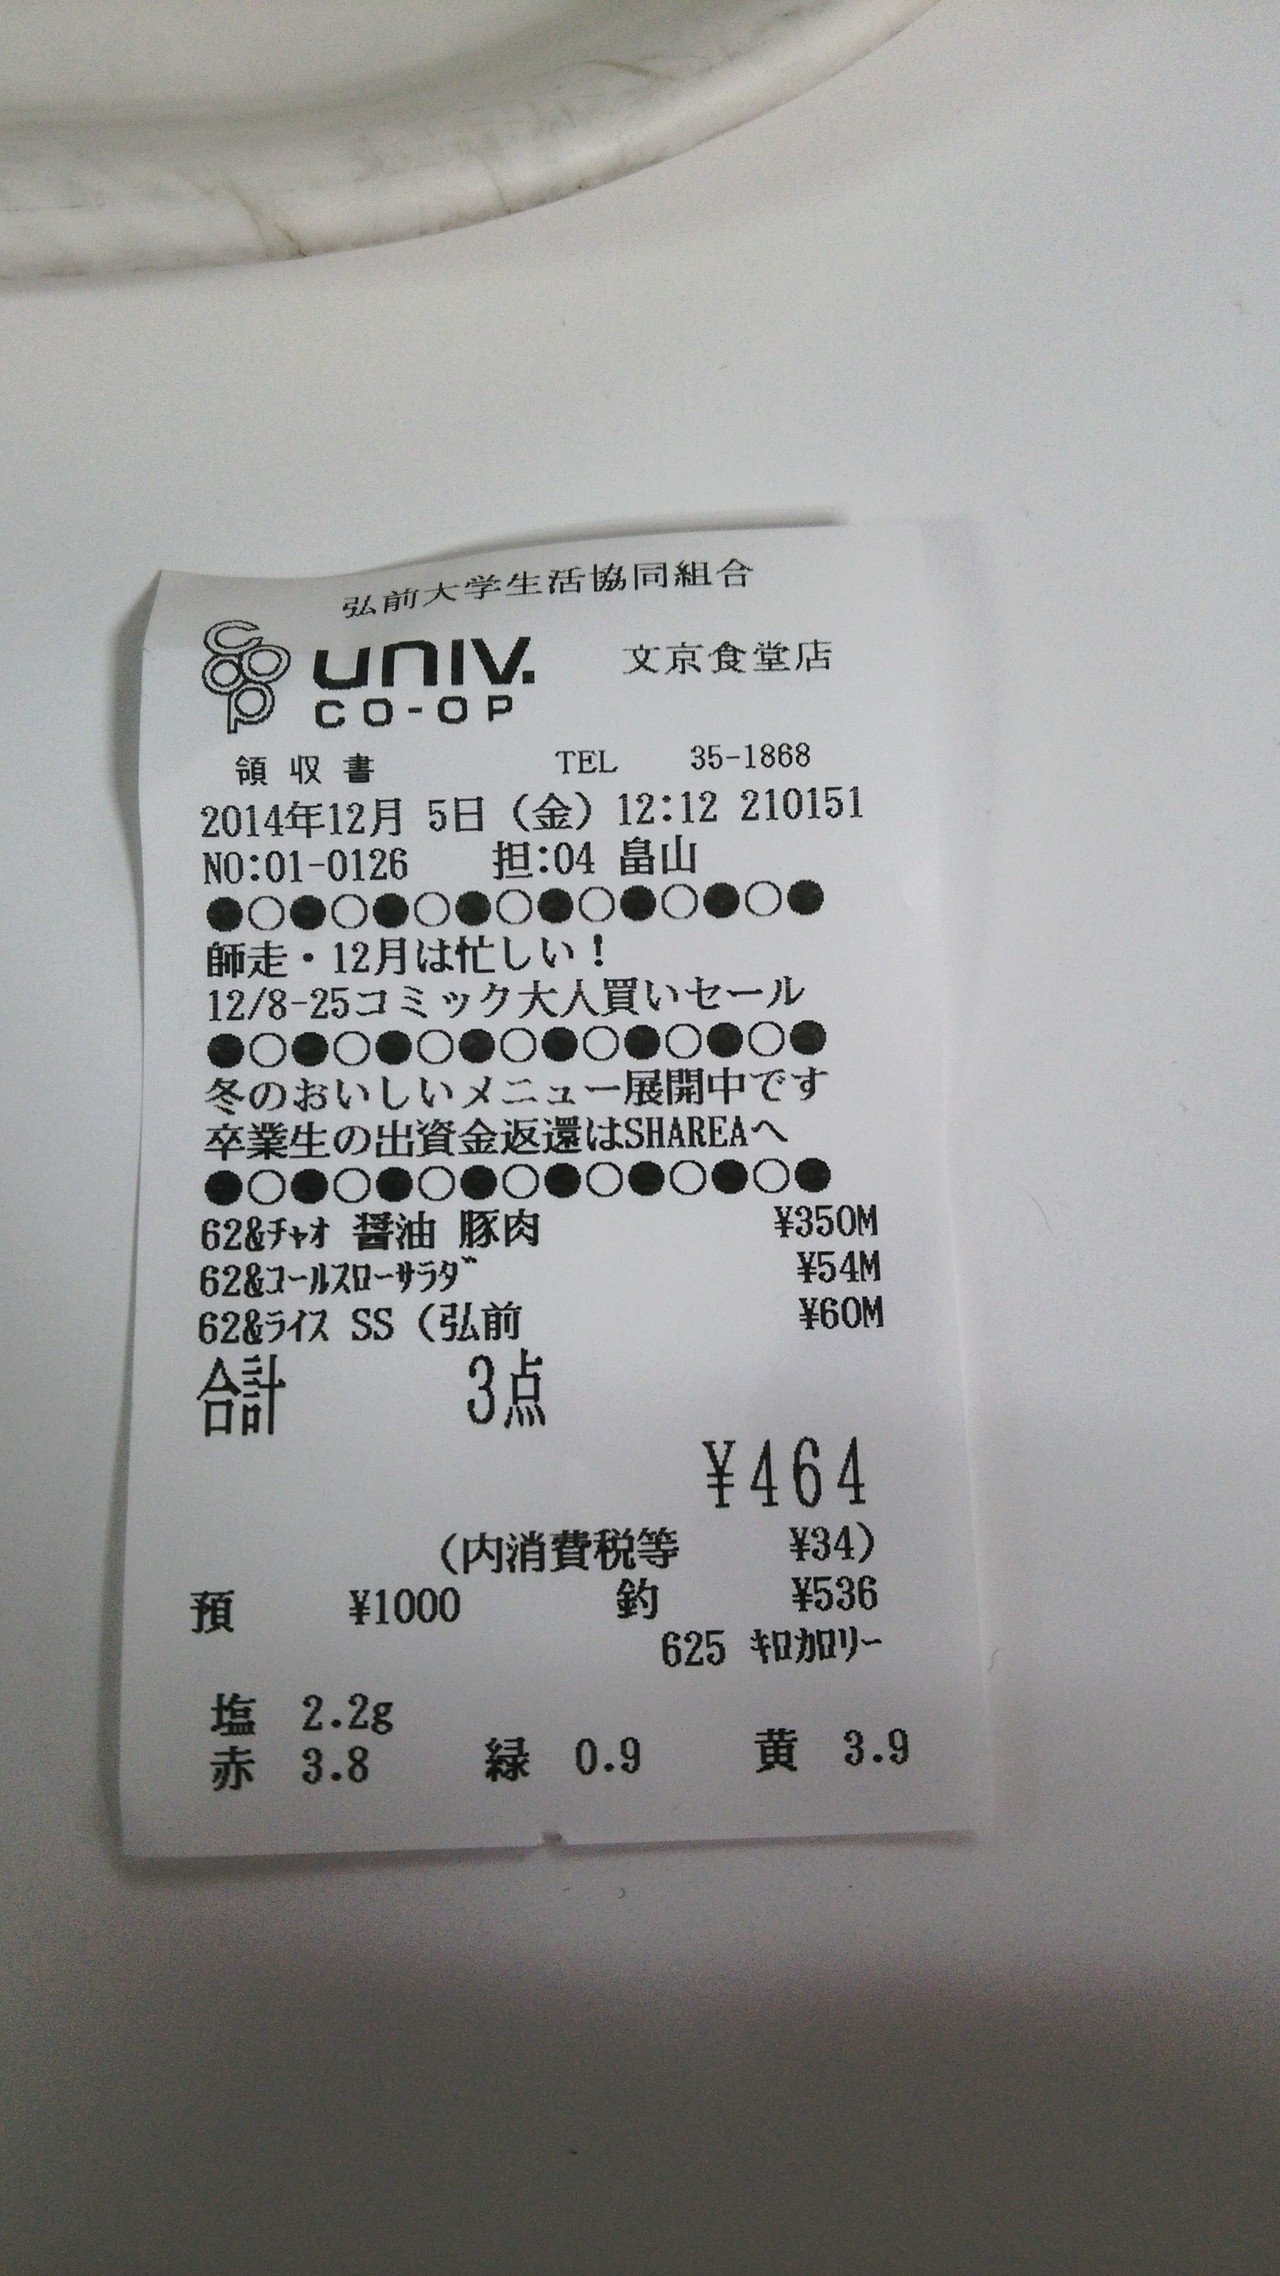 弘前大学生活協同組合
coop univ. CO-OP 文京食堂店
領収書 TEL 35-1868
2014年12月 5日（金）12:12 210151
NO:01-0126 担:04 畠山
●○●○●○●○●○●○●○●
師走・12月は忙しい！
12/8-25コミック大人買いセール
●○●○●○●○●○●○●○●
冬のおいしいメニュー展開中です
卒業生の出資金返還はSHAREAへ
●○●○●○●○●○●○●○●
62&ﾁｬｵ 醤油 豚肉 ¥350M
62&ｺｰﾙｽﾛｰｻﾗﾀﾞ ¥54M
62&ﾗｲｽ SS（弘前 ¥60M
合計 3点
¥464
（内消費税等 ¥34）
預 ¥1000 釣 ¥536
625 ｷﾛｶﾛﾘｰ
塩 2.2g
赤 3.8 緑 0.9 黄 3.9